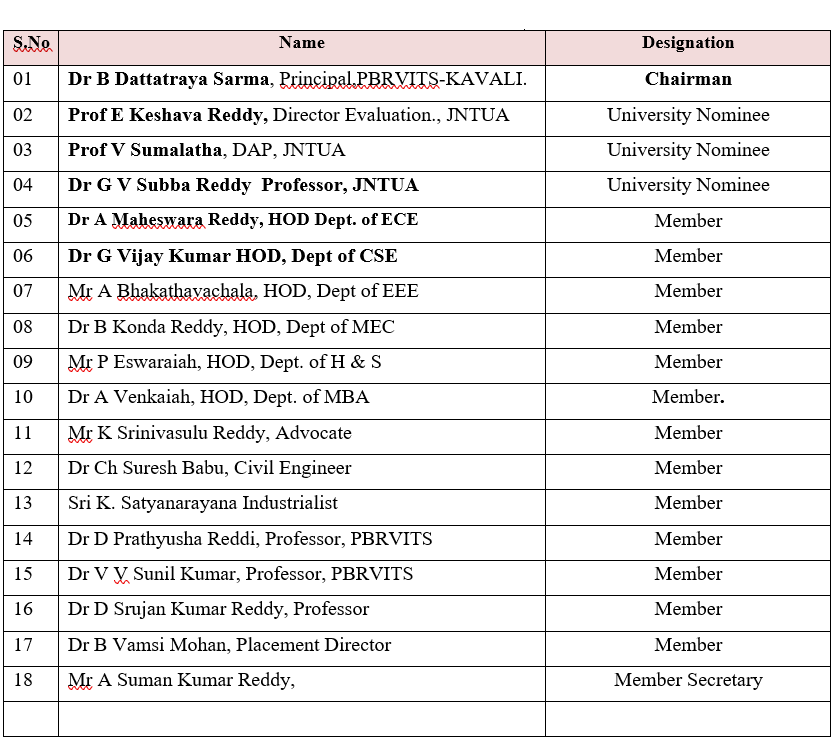 S.No Name Designation
01 Dr B Dattatraya Sarma, Principal,PBRVITS-KAVALI. Chairman
02 Prof E Keshava Reddy, Director Evaluation., JNTUA University Nominee
03 Prof V Sumalatha, DAP, JNTUA University Nominee
04 Dr G V Subba Reddy  Professor, JNTUA University Nominee
05 Dr A Maheswara Reddy, HOD Dept. of ECE Member
06 Dr G Vijay Kumar HOD, Dept of CSE Member
07 Mr A Bhakathavachala, HOD, Dept of EEE Member
08 Dr B Konda Reddy, HOD, Dept of MEC Member
09 Mr P Eswaraiah, HOD, Dept. of H & S Member
10 Dr A Venkaiah, HOD, Dept. of MBA Member.
11 Mr K Srinivasulu Reddy, Advocate Member
12 Dr Ch Suresh Babu, Civil Engineer Member
13 Sri K. Satyanarayana Industrialist Member
14 Dr D Prathyusha Reddi, Professor, PBRVITS Member
15 Dr V V Sunil Kumar, Professor, PBRVITS Member
16 Dr D Srujan Kumar Reddy, Professor Member
17 Dr B Vamsi Mohan, Placement Director Member
18 Mr A Suman Kumar Reddy, Member Secretary